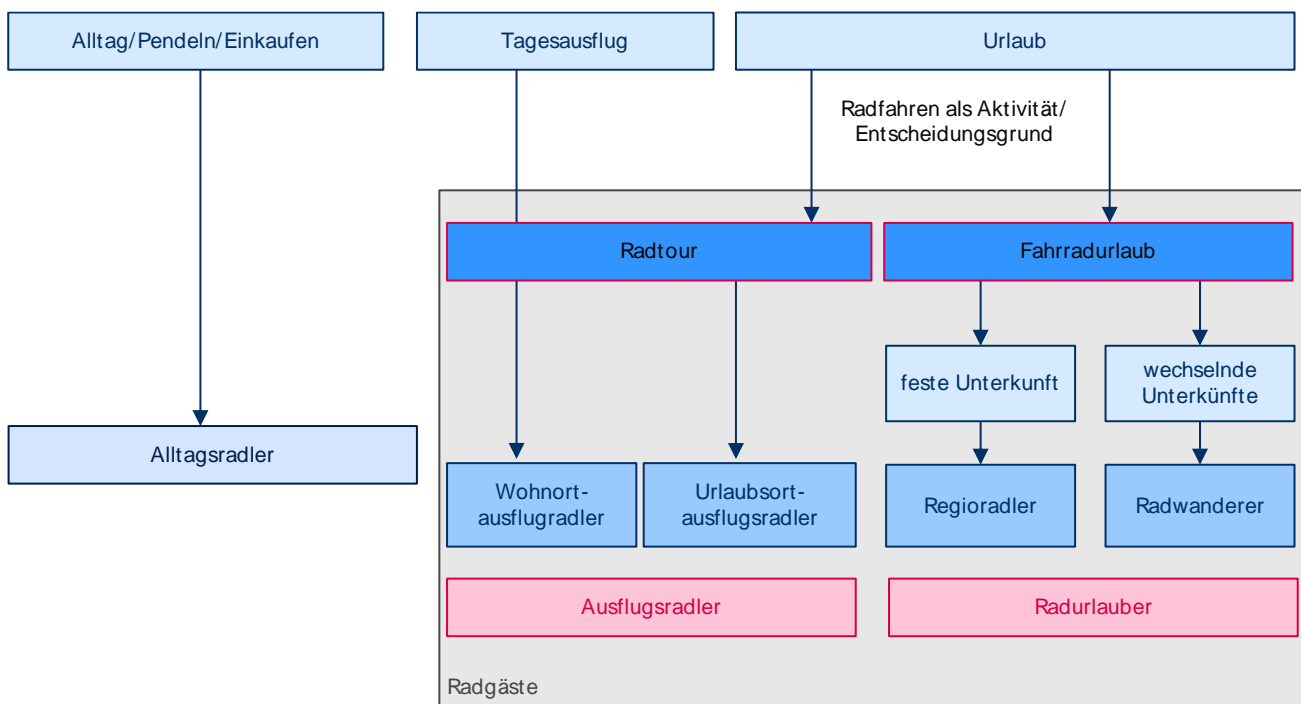 Alltag/Pendeln/Einkaufen
Tagesausflug
Urlaub
Radfahren als Aktivität/
Entscheidungsgrund
Radtour
Fahrradurlaub
feste Unterkunft
wechselnde
Unterkünfte
Alltagsradler
Wohnort-
ausflugradler
Urlaubsort-
ausflugsradler
Regioradler
Radwanderer
Ausflugsradler
Radurlauber
Radgäste